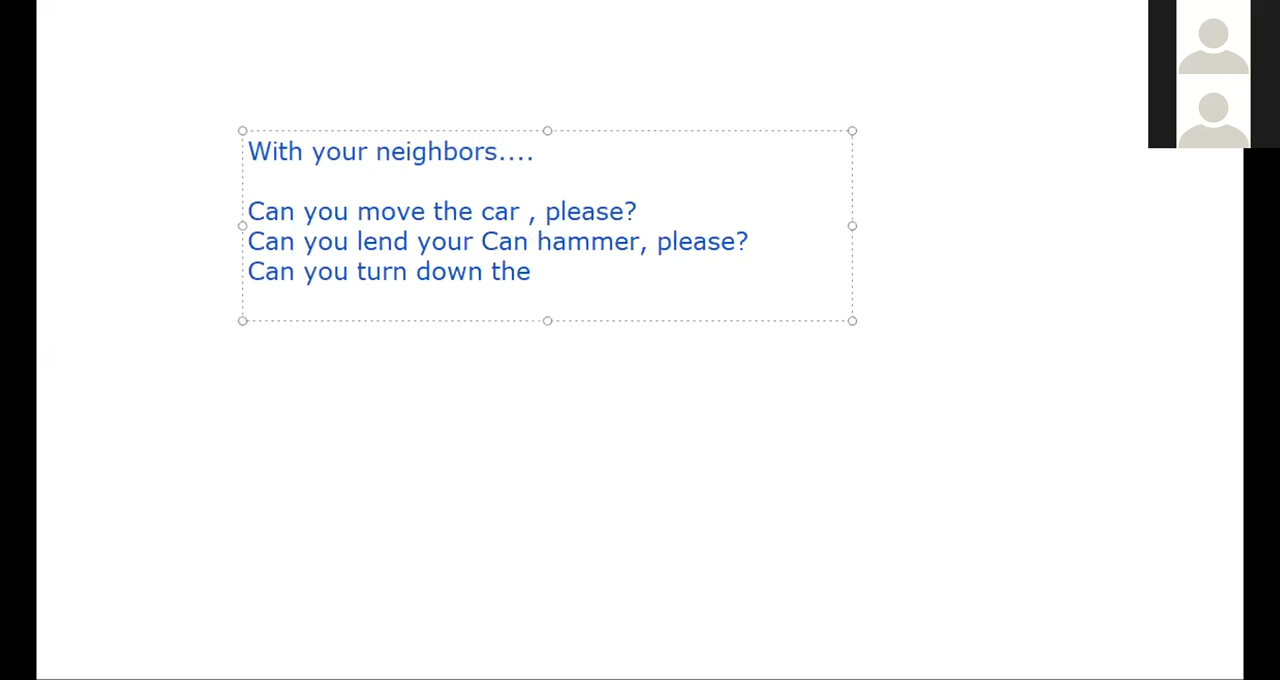 With your neighbors....
Can you move the car , please?
Can you lend your Can hammer, please?
Can you turn down the